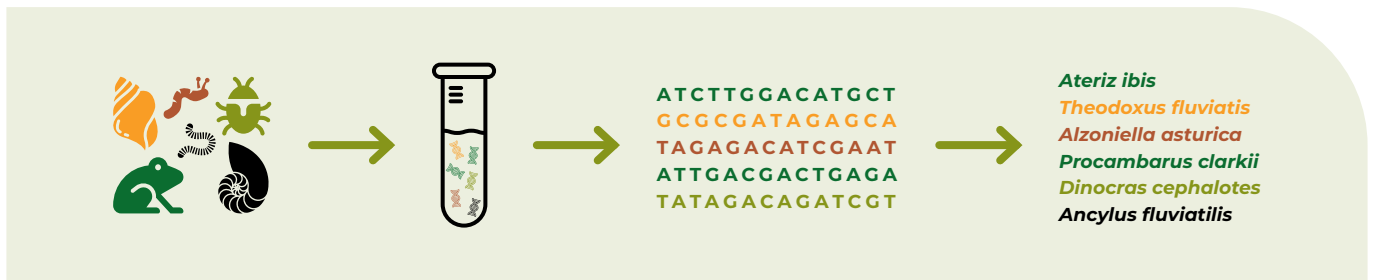 ATCTTGGACATGCT
GCGCGATAGAGCA
TAGAGACATCGAAT
ATTGACGACTGAGA
TATAGACAGATCGT
Ateriz ibis
Theodoxus fluviatis
Alzoniella asturica
Procambarus clarkii
Dinocras cephalotes
Ancylus fluviatilis